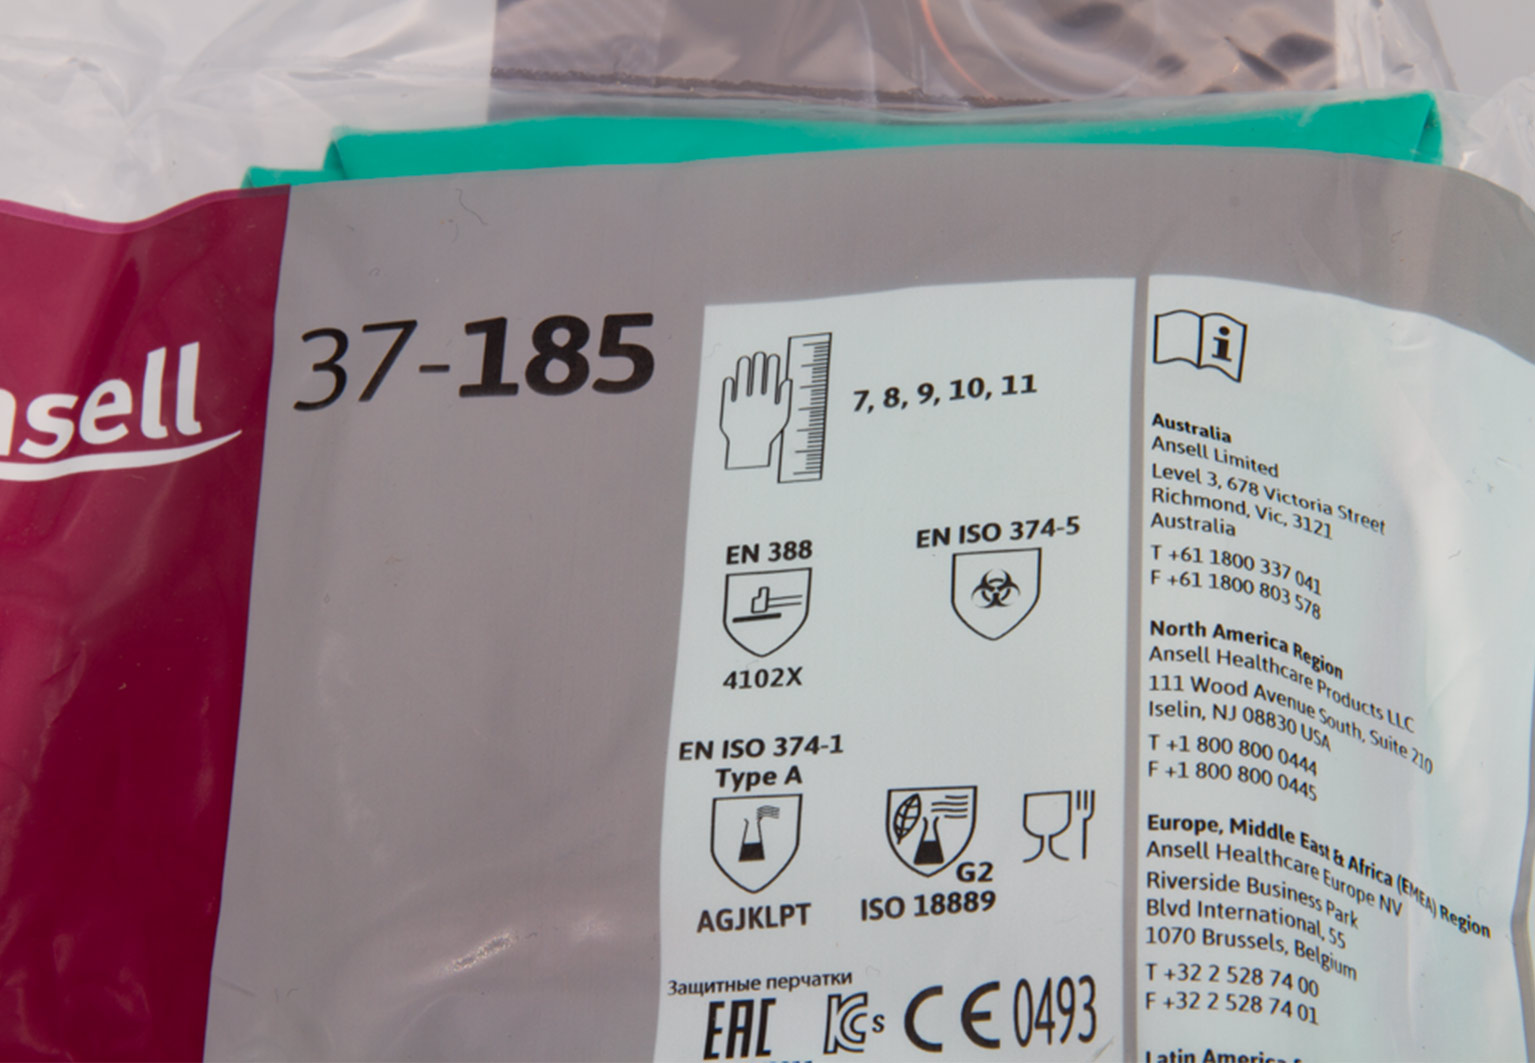 nsell
37-185
7, 8, 9, 10, 11
EN 388
4102X
EN ISO 374-5
EN ISO 374-1
Type A
AGJKLPT
G2
ISO 18889
Защитные перчатки
EAC
KCs
CE 0493
i
Australia
Ansell Limited
Level 3, 678 Victoria Street
Richmond, Vic, 3121
Australia
T +61 1800 337 041
F +61 1800 803 578
North America Region
Ansell Healthcare Products LLC
111 Wood Avenue South, Suite 210
Iselin, NJ 08830 USA
T +1 800 800 0444
F +1 800 800 0445
Europe, Middle East & Africa (EMEA) Region
Ansell Healthcare Europe NV
Riverside Business Park
Blvd International, 55
1070 Brussels, Belgium
T +32 2 528 74 00
F +32 2 528 74 01
Latin America